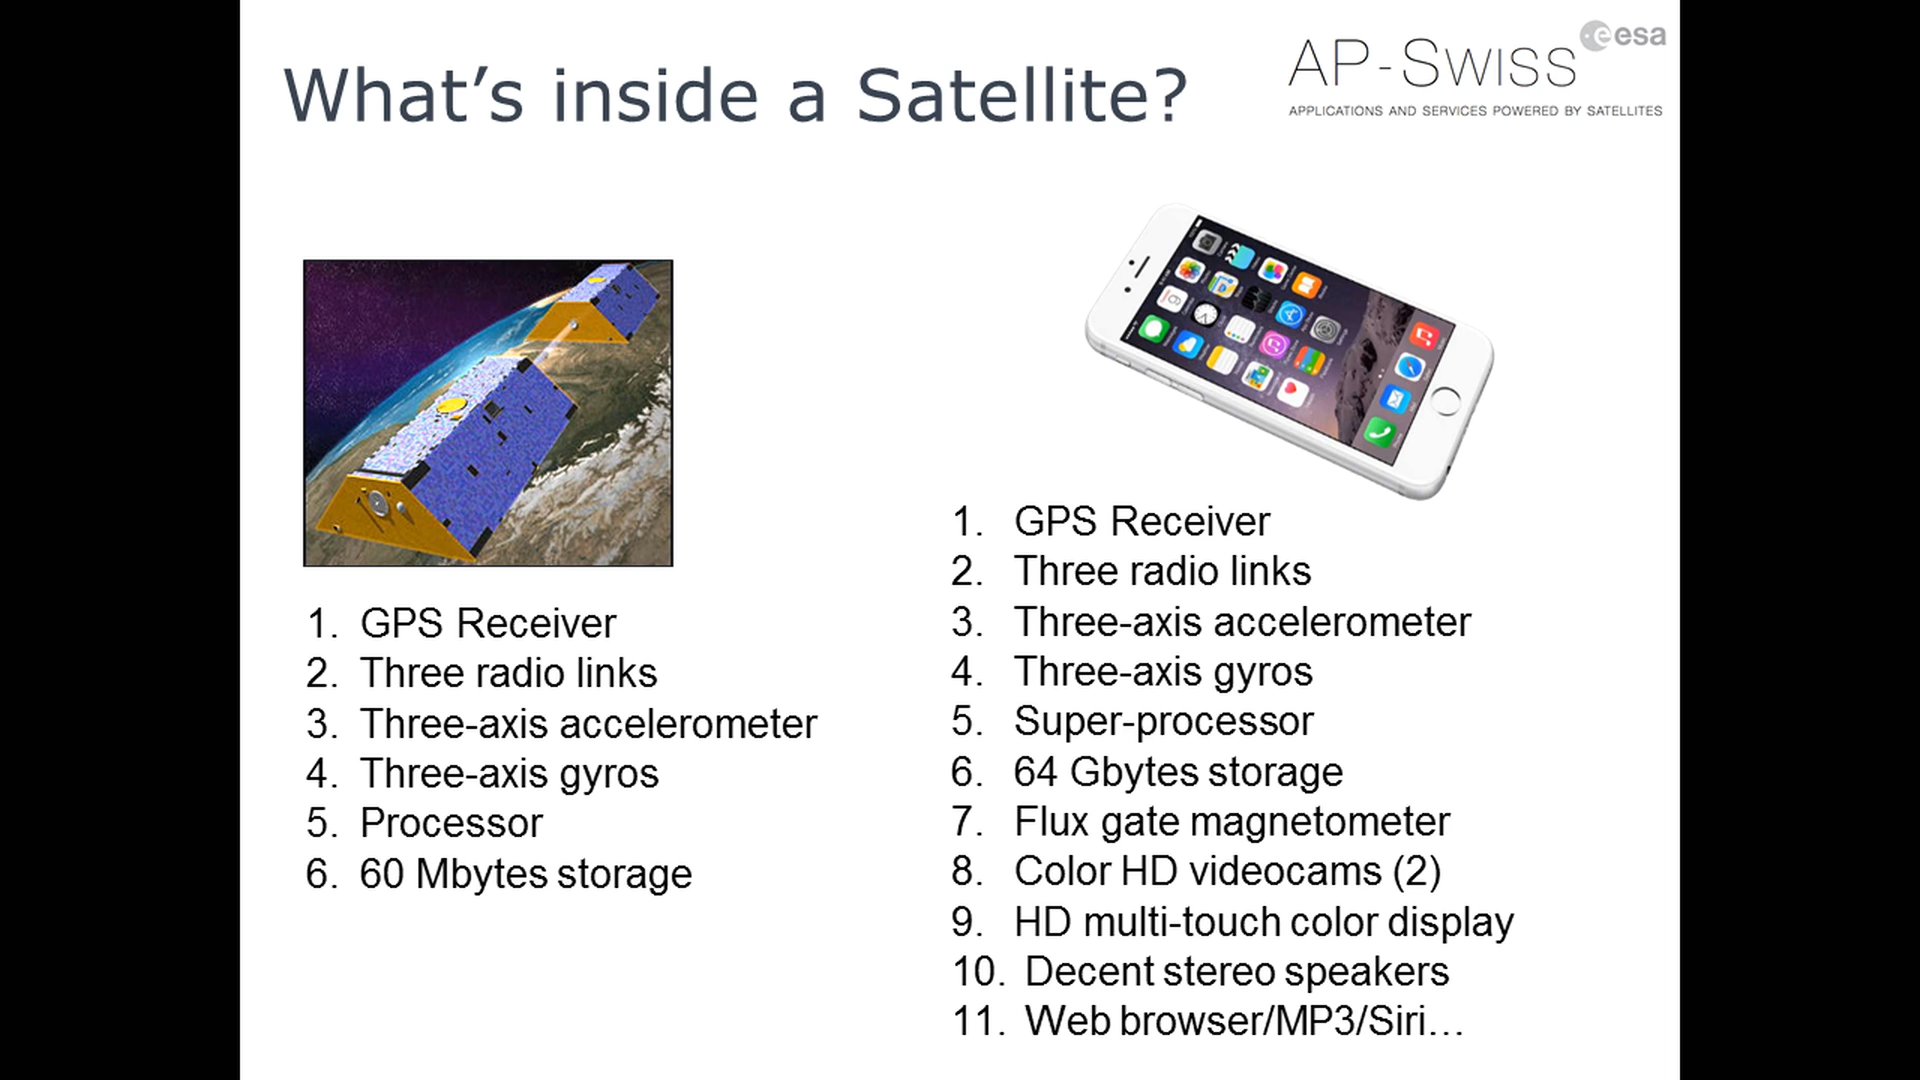 What's inside a Satellite?
esa
AP-Swiss
APPLICATIONS AND SERVICES POWERED BY SATELLITES
1. GPS Receiver
2. Three radio links
3. Three-axis accelerometer
4. Three-axis gyros
5. Processor
6. 60 Mbytes storage
1. GPS Receiver
2. Three radio links
3. Three-axis accelerometer
4. Three-axis gyros
5. Super-processor
6. 64 Gbytes storage
7. Flux gate magnetometer
8. Color HD videocams (2)
9. HD multi-touch color display
10. Decent stereo speakers
11. Web browser/MP3/Siri…